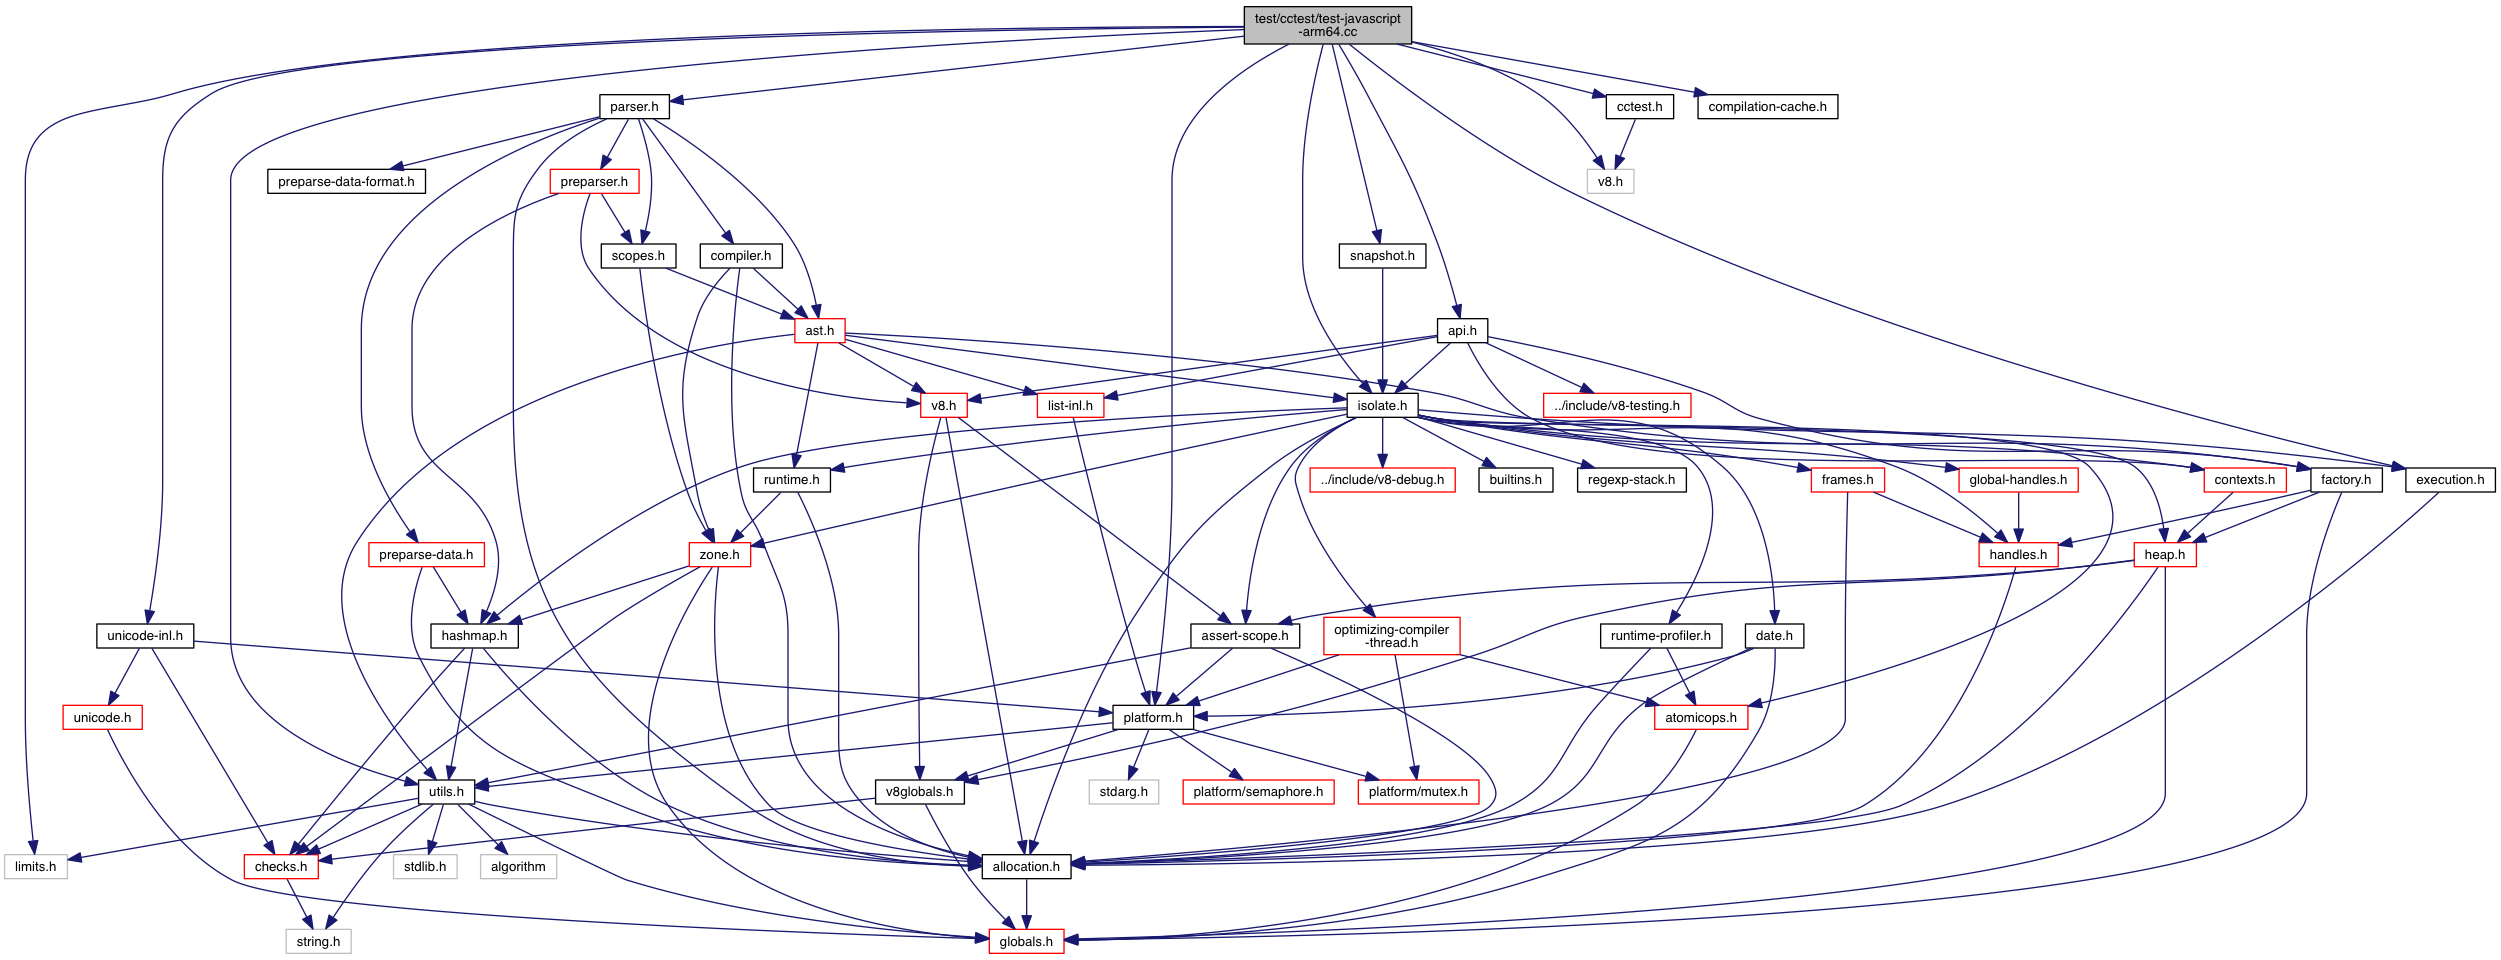 test/cctest/test-javascript
-arm64.cc
parser.h
cctest.h
compilation-cache.h
preparse-data-format.h
preparser.h
v8.h
scopes.h
compiler.h
snapshot.h
ast.h
api.h
v8.h
list-inl.h
isolate.h
../include/v8-testing.h
runtime.h
../include/v8-debug.h
builtins.h
regexp-stack.h
frames.h
global-handles.h
contexts.h
factory.h
execution.h
preparse-data.h
zone.h
handles.h
heap.h
unicode-inl.h
hashmap.h
assert-scope.h
optimizing-compiler
-thread.h
runtime-profiler.h
date.h
unicode.h
platform.h
atomicops.h
utils.h
v8globals.h
stdarg.h
platform/semaphore.h
platform/mutex.h
limits.h
checks.h
stdlib.h
algorithm
allocation.h
string.h
globals.h